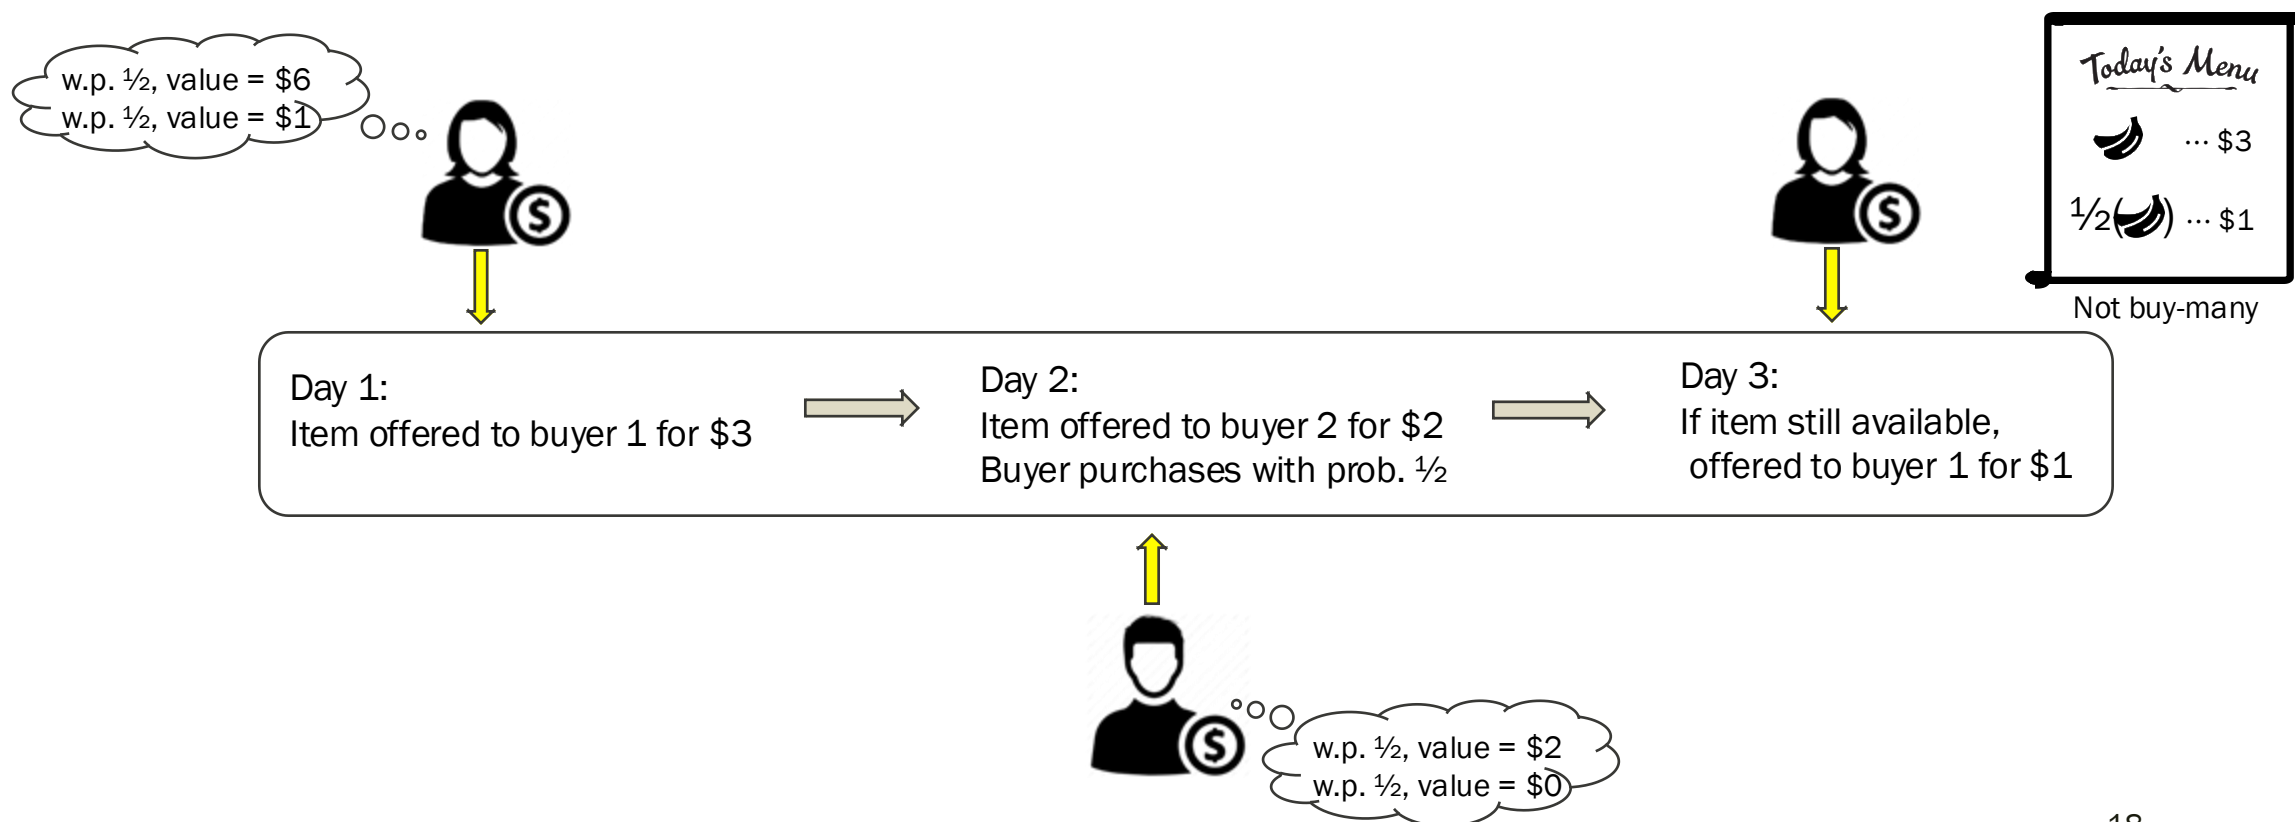 w.p. ½, value = $6
w.p. ½, value = $1
$
$
Today's Menu
··· $3
½( ) ··· $1
Not buy-many
Day 1:
Item offered to buyer 1 for $3
Day 2:
Item offered to buyer 2 for $2
Buyer purchases with prob. ½
Day 3:
If item still available,
offered to buyer 1 for $1
$
w.p. ½, value = $2
w.p. ½, value = $0
18